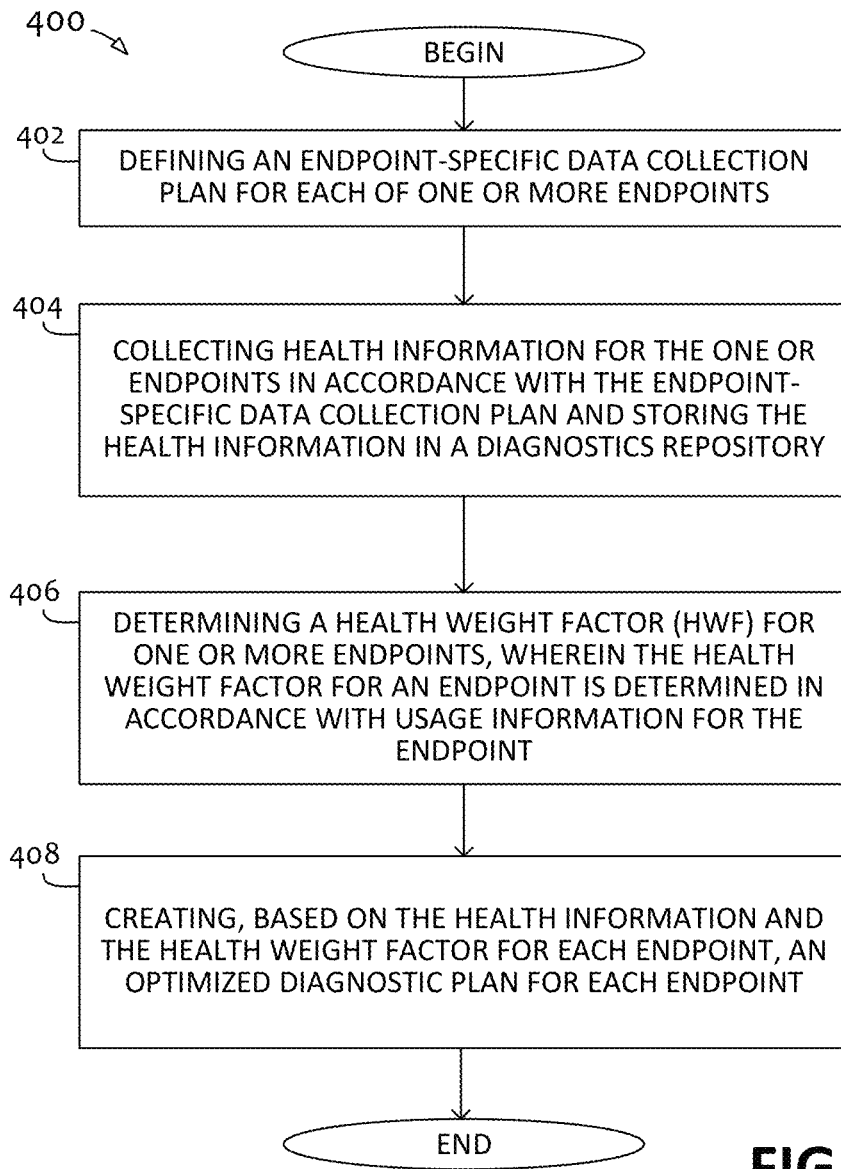 400
BEGIN
402
DEFINING AN ENDPOINT-SPECIFIC DATA COLLECTION
PLAN FOR EACH OF ONE OR MORE ENDPOINTS
404
COLLECTING HEALTH INFORMATION FOR THE ONE OR
ENDPOINTS IN ACCORDANCE WITH THE ENDPOINT-
SPECIFIC DATA COLLECTION PLAN AND STORING THE
HEALTH INFORMATION IN A DIAGNOSTICS REPOSITORY
406
DETERMINING A HEALTH WEIGHT FACTOR (HWF) FOR
ONE OR MORE ENDPOINTS, WHEREIN THE HEALTH
WEIGHT FACTOR FOR AN ENDPOINT IS DETERMINED IN
ACCORDANCE WITH USAGE INFORMATION FOR THE
ENDPOINT
408
CREATING, BASED ON THE HEALTH INFORMATION AND
THE HEALTH WEIGHT FACTOR FOR EACH ENDPOINT, AN
OPTIMIZED DIAGNOSTIC PLAN FOR EACH ENDPOINT
END
FIG